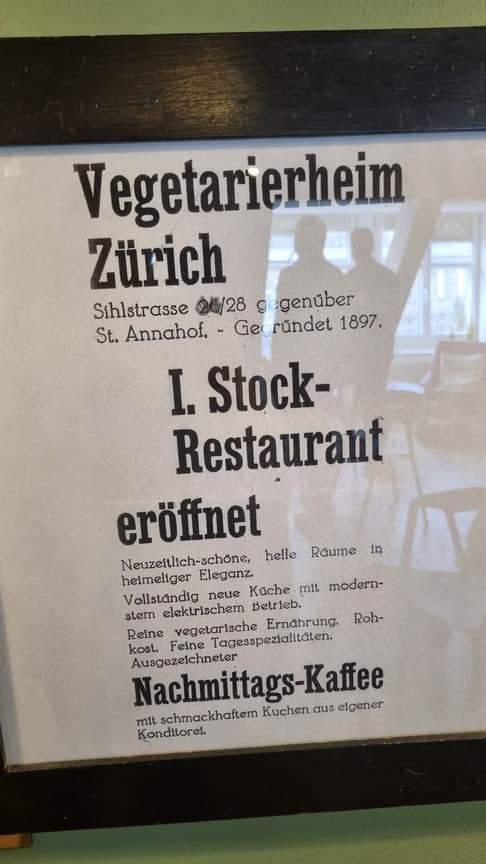 Vegetarierheim
Zürich
Sihlstrasse 26/28 gegenüber
St. Annahof. - Gegründet 1897.
I. Stock-
Restaurant
eröffnet
Neuzeitlich-schöne, helle Räume in
heimeliger Eleganz.
Vollständig neue Küche mit modern-
stem elektrischem Betrieb.
Reine vegetarische Ernährung. Roh-
kost. Feine Tagesspezialitäten.
Ausgezeichneter
Nachmittags-Kaffee
mit schmackhaftem Kuchen aus eigener
Konditorei.